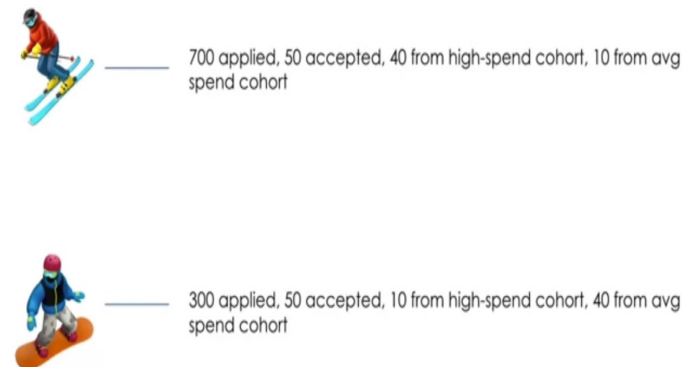 700 applied, 50 accepted, 40 from high-spend cohort, 10 from avg
spend cohort
300 applied, 50 accepted, 10 from high-spend cohort, 40 from avg
spend cohort